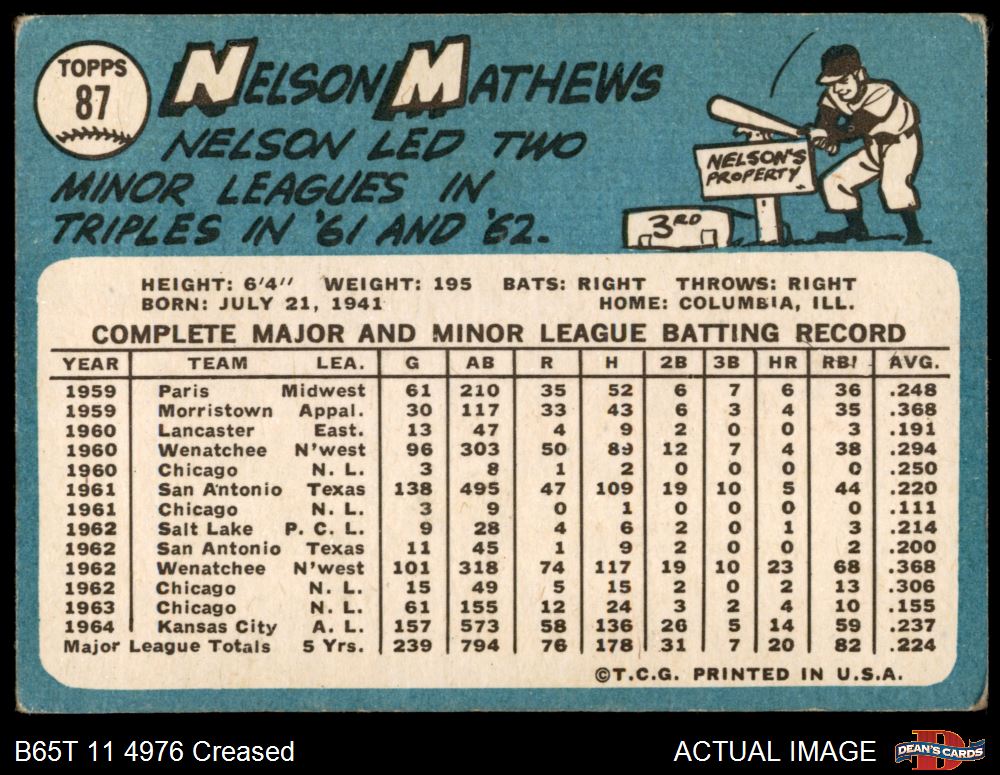 TOPPS
87
NELSON MATHEWS
NELSON LED TWO
MINOR LEAGUES IN
TRIPLES IN '61 AND '62.
NELSON'S
PROPERTY
3RD
HEIGHT: 6'4" WEIGHT: 195 BATS: RIGHT THROWS: RIGHT
BORN: JULY 21, 1941 HOME: COLUMBIA, ILL.
COMPLETE MAJOR AND MINOR LEAGUE BATTING RECORD
YEAR TEAM LEA. G AB R H 2B 3B HR RBI AVG.
1959 Paris Midwest 61 210 35 52 6 7 6 36 .248
1959 Morristown Appal. 30 117 33 43 6 3 4 35 .368
1960 Lancaster East. 13 47 4 9 2 0 0 3 .191
1960 Wenatchee N'west 96 303 50 89 12 7 4 38 .294
1960 Chicago N. L. 3 8 1 2 0 0 0 0 .250
1961 San Antonio Texas 138 495 47 109 19 10 5 44 .220
1961 Chicago N. L. 3 9 0 1 0 0 0 0 .111
1962 Salt Lake P. C. L. 9 28 4 6 2 0 1 3 .214
1962 San Antonio Texas 11 45 1 9 2 0 0 2 .200
1962 Wenatchee N'west 101 318 74 117 19 10 23 68 .368
1962 Chicago N. L. 15 49 5 15 2 0 2 13 .306
1963 Chicago N. L. 61 155 12 24 3 2 4 10 .155
1964 Kansas City A. L. 157 573 58 136 26 5 14 59 .237
Major League Totals 5 Yrs. 239 794 76 178 31 7 20 82 .224
©T.C.G. PRINTED IN U.S.A.
B65T 11 4976 Creased ACTUAL IMAGE DEAN'S CARDS